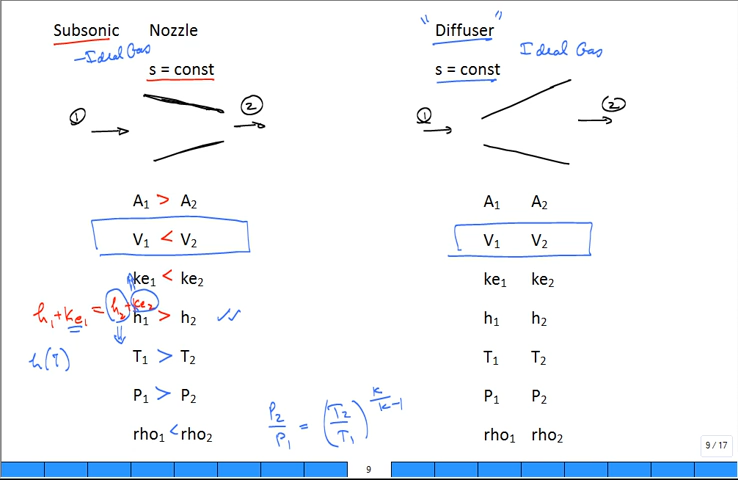 Subsonic Nozzle
- Ideal Gas
s = const
① ②
A₁ > A₂
V₁ < V₂
ke₁ < ke₂
h₁ + ke₁ = h₂ + ke₂
h₁ > h₂ ✓✓
h(T)
T₁ > T₂
P₁ > P₂
rho₁ < rho₂
P₂/P₁ = (T₂/T₁)^(k/k-1)
"Diffuser"
Ideal Gas
s = const
① ②
A₁ A₂
V₁ V₂
ke₁ ke₂
h₁ h₂
T₁ T₂
P₁ P₂
rho₁ rho₂
9 / 17
9